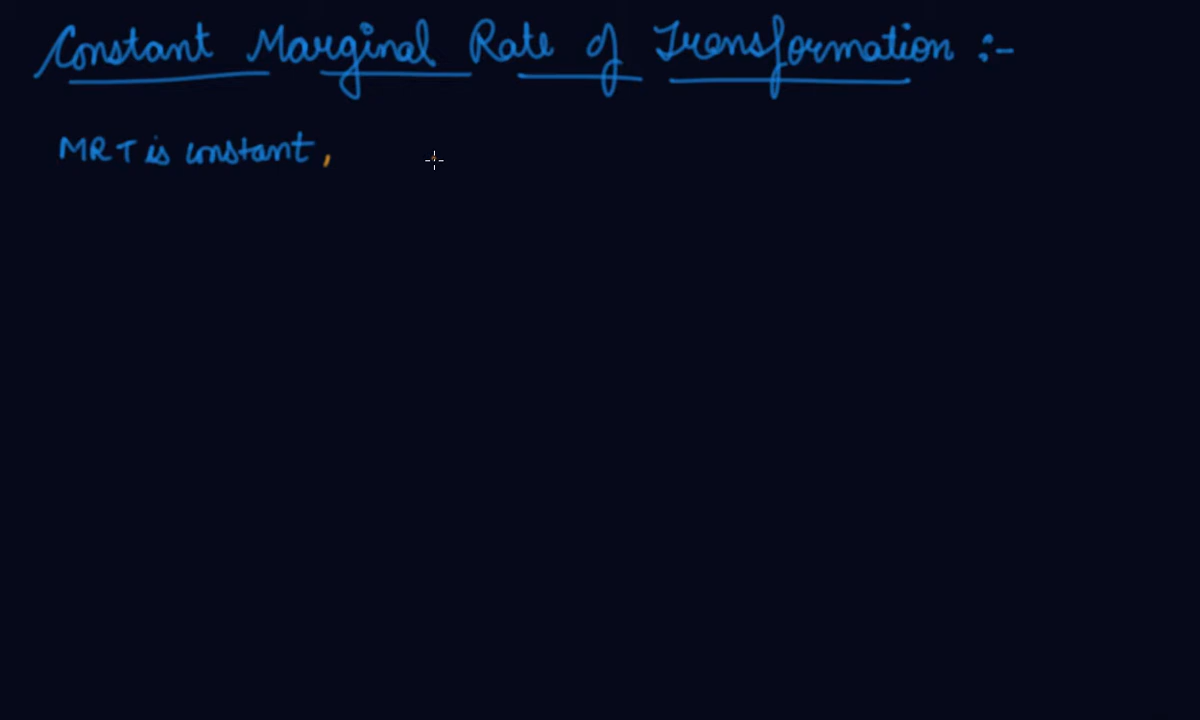 Constant Marginal Rate of Transformation :-
MRT is constant,